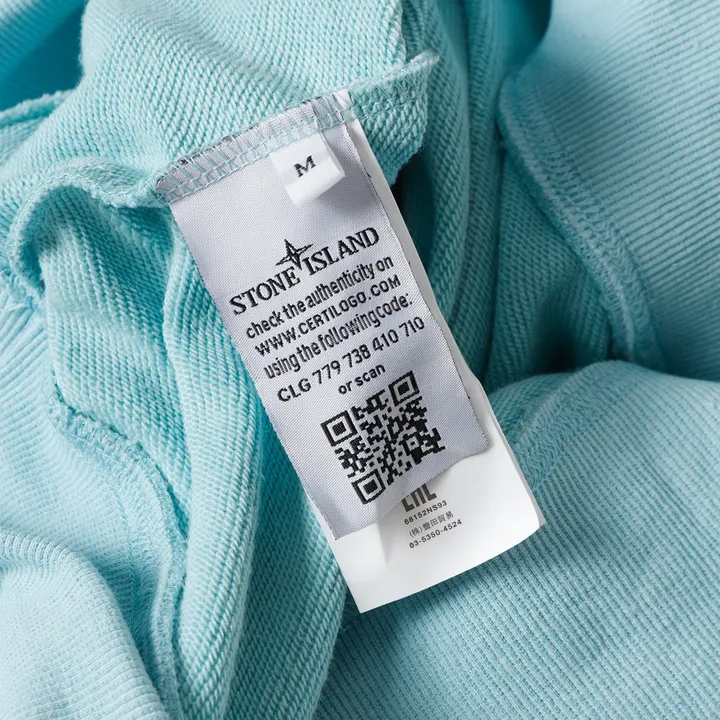 M
STONE ISLAND
check the authenticity on
WWW.CERTILOGO.COM
using the following code:
CLG 779 738 410 710
or scan
EAC
68152NS93
(株)豊田貿易
03-5350-4524